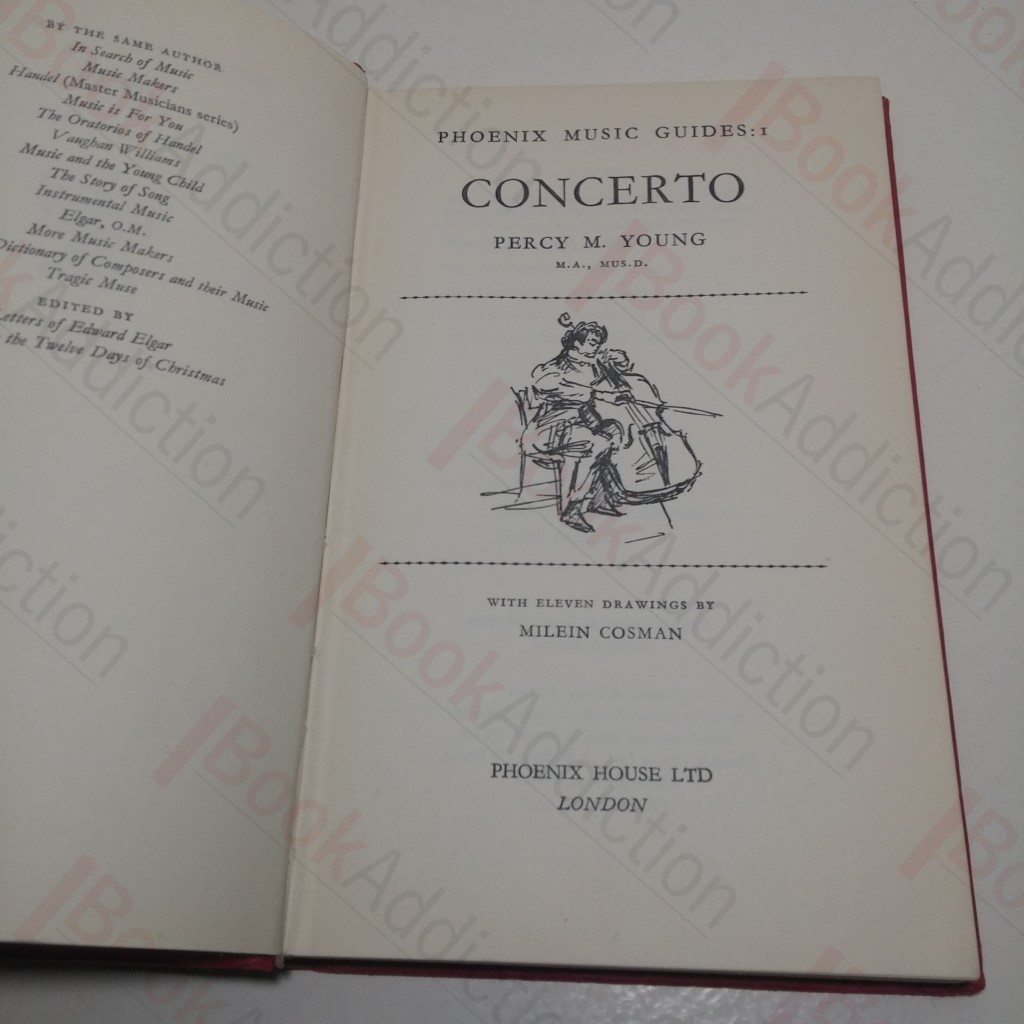 BY THE SAME AUTHOR
In Search of Music
Music Makers
Handel (Master Musicians series)
Music is For You
The Oratorios of Handel
Vaughan Williams
Music and the Young Child
The Story of Song
Instrumental Music
Elgar, O.M.
More Music Makers
Dictionary of Composers and their Music
Tragic Muse
EDITED BY
Letters of Edward Elgar
the Twelve Days of Christmas
PHOENIX MUSIC GUIDES:1
CONCERTO
PERCY M. YOUNG
M.A., MUS.D.
WITH ELEVEN DRAWINGS BY
MILEIN COSMAN
PHOENIX HOUSE LTD
LONDON
BookAddiction